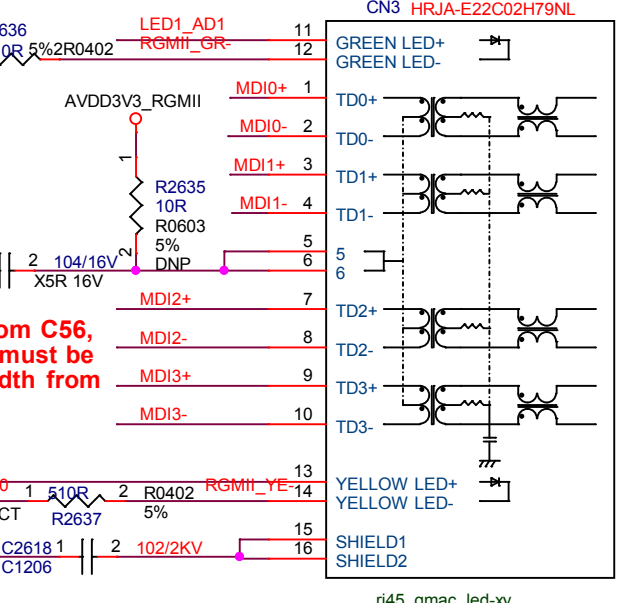 CN3 HRJA-E22C02H79NL
LED1_AD1 11 GREEN LED+
5%2R0402 RGMII_GR- 12 GREEN LED-
MDI0+ 1 TD0+
AVDD3V3_RGMII
MDI0- 2 TD0-
1
MDI1+ 3 TD1+
R2635
10R
MDI1- 4 TD1-
R0603
5%
5 5
2 104/16V 2 DNP 6 6
X5R 16V
MDI2+ 7 TD2+
om C56,
MDI2- 8 TD2-
must be
dth from
MDI3+ 9 TD3+
MDI3- 10 TD3-
13 YELLOW LED+
1 510R 2 R0402 RGMII_YE- 14 YELLOW LED-
CT R2637 5%
15 SHIELD1
C2618 1 2 102/2KV 16 SHIELD2
C1206